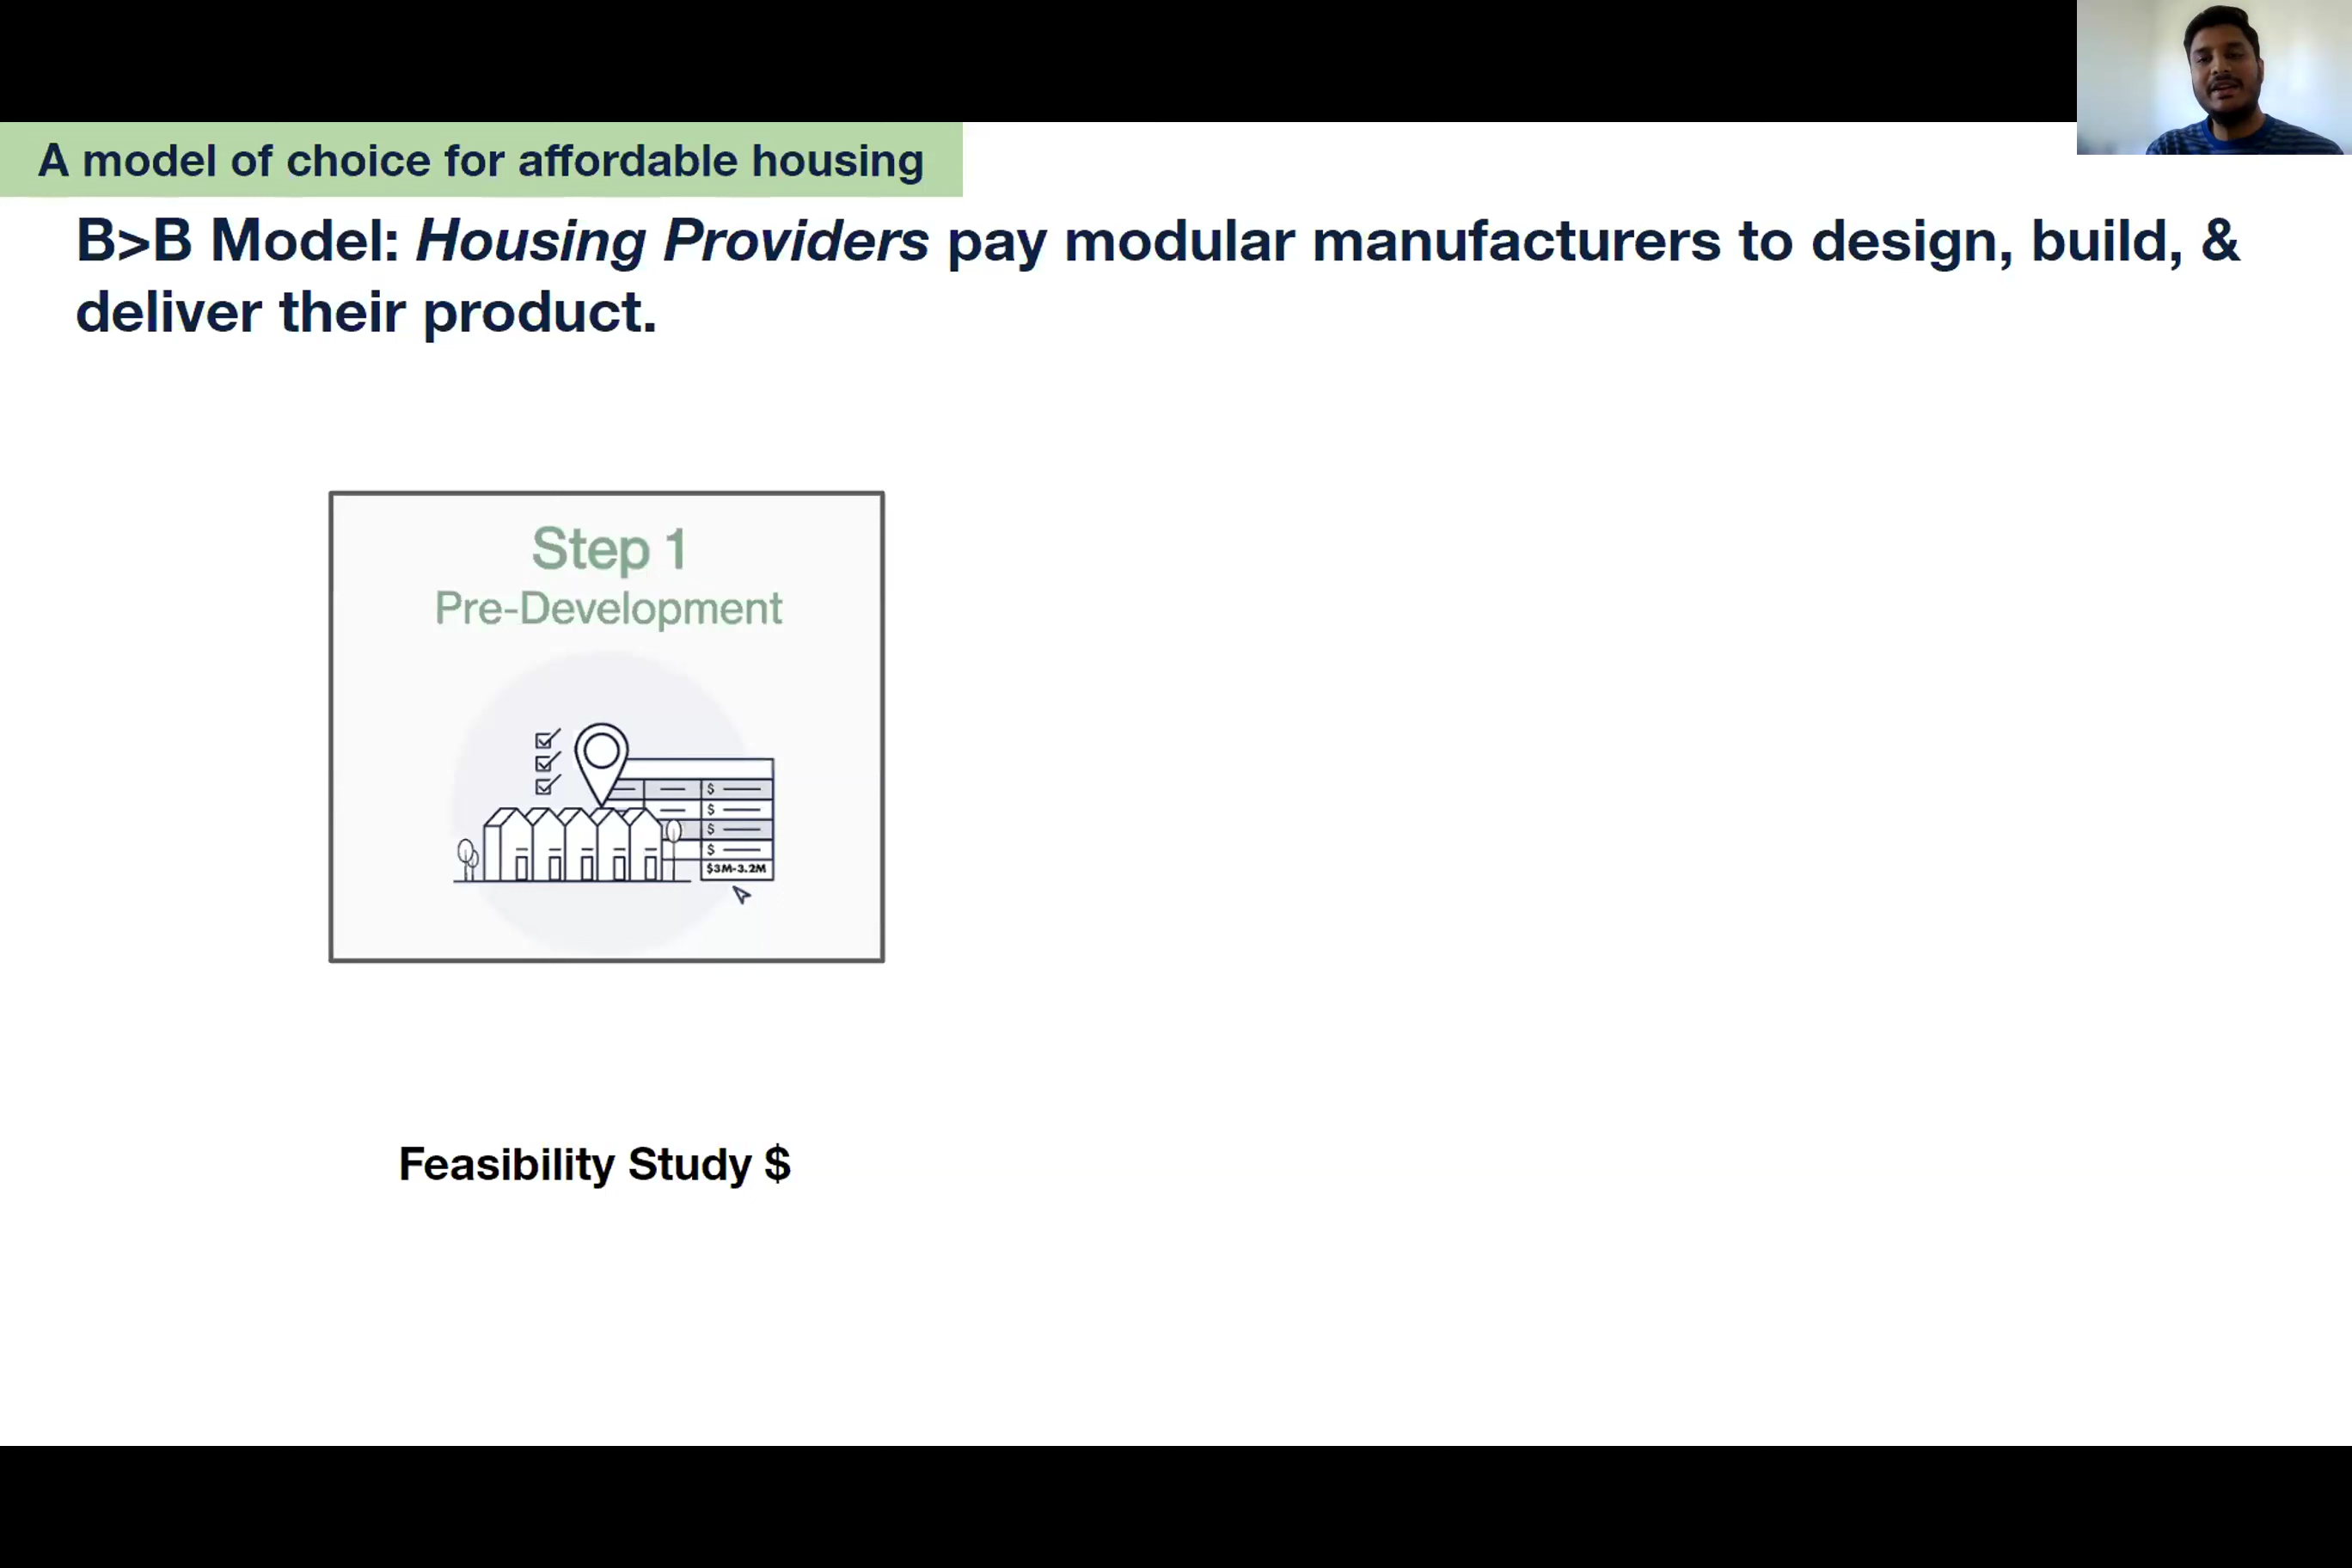 A model of choice for affordable housing
B>B Model: Housing Providers pay modular manufacturers to design, build, &
deliver their product.
Step 1
Pre-Development
$
$
$
$
$3M-3.2M
Feasibility Study $